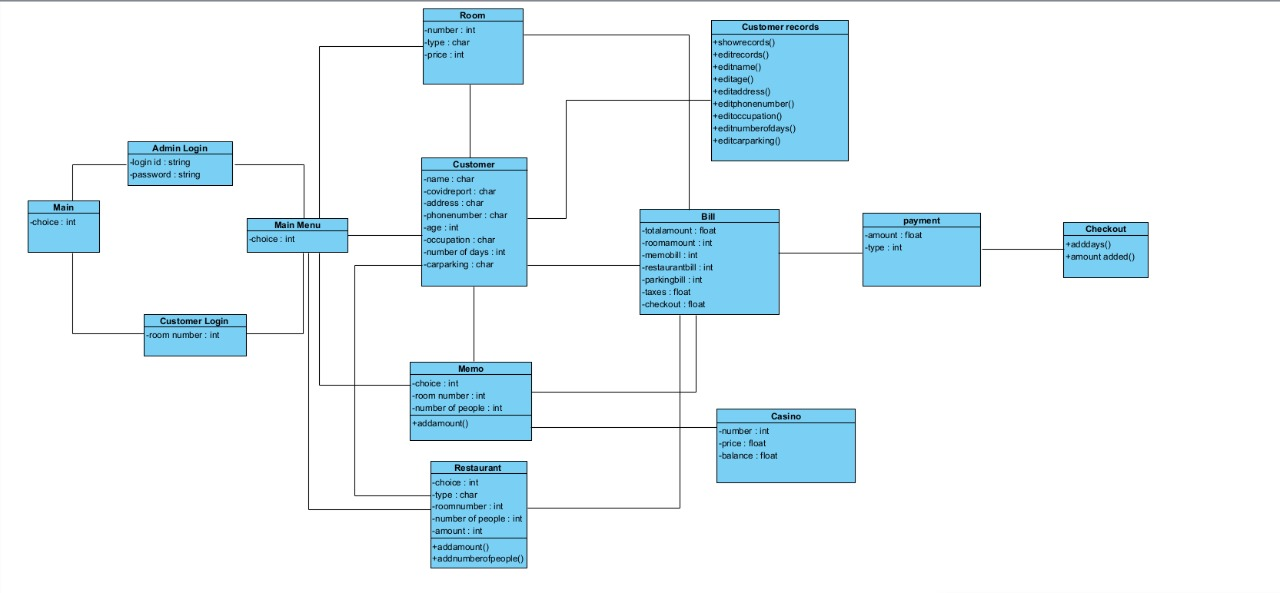 Room
-number : int
-type : char
-price : int
Customer records
+showrecords()
+editrecords()
+editname()
+editage()
+editaddress()
+editphonenumber()
+editoccupation()
+editnumberofdays()
+editcarparking()
Admin Login
-login id : string
-password : string
Main
-choice : int
Main Menu
-choice : int
Customer Login
-room number : int
Customer
-name : char
-covidreport : char
-address : char
-phonenumber : char
-age : int
-occupation : char
-number of days : int
-carparking : char
Bill
-totalamount : float
-roomamount : int
-memobill : int
-restaurantbill : int
-parkingbill : int
-taxes : float
-checkout : float
payment
-amount : float
-type : int
Checkout
+adddays()
+amount added()
Memo
-choice : int
-room number : int
-number of people : int
+addamount()
Casino
-number : int
-price : float
-balance : float
Restaurant
-choice : int
-type : char
-roomnumber : int
-number of people : int
-amount : int
+addamount()
+addnumberofpeople()